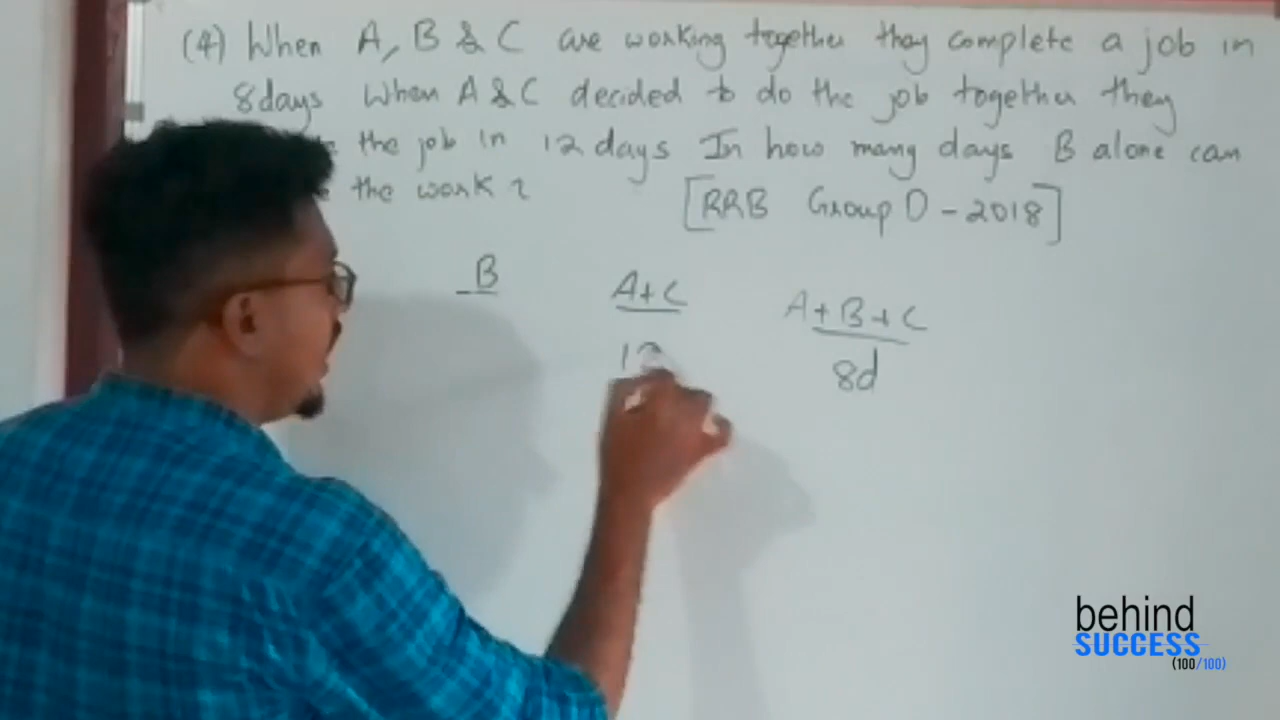 (4) When A, B & C are working together they complete a job in
8days When A & C decided to do the job together they
the job in 12 days In how many days B alone can
the work ?
[RRB Group D - 2018]
B
A+C
A+B+C
12
8d
behind
SUCCESS
(100/100)